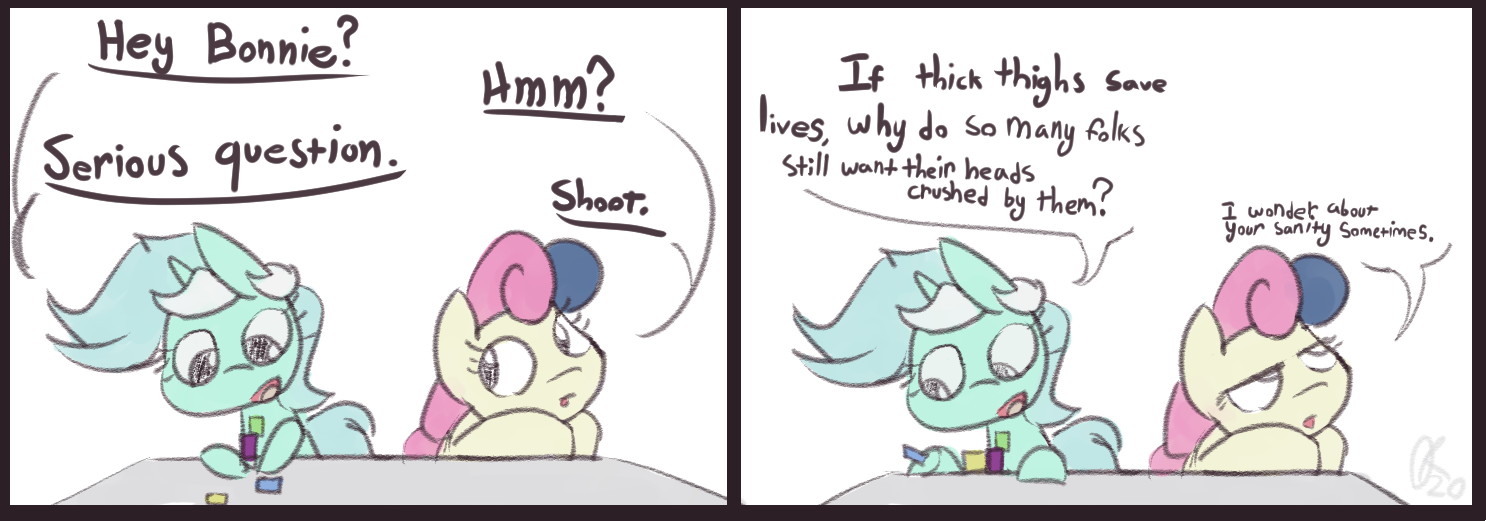 Hey Bonnie?
Hmm?
Serious question.
Shoot.
If thick thighs save
lives, why do so many folks
still want their heads
crushed by them?
I wonder about
your sanity sometimes.
20